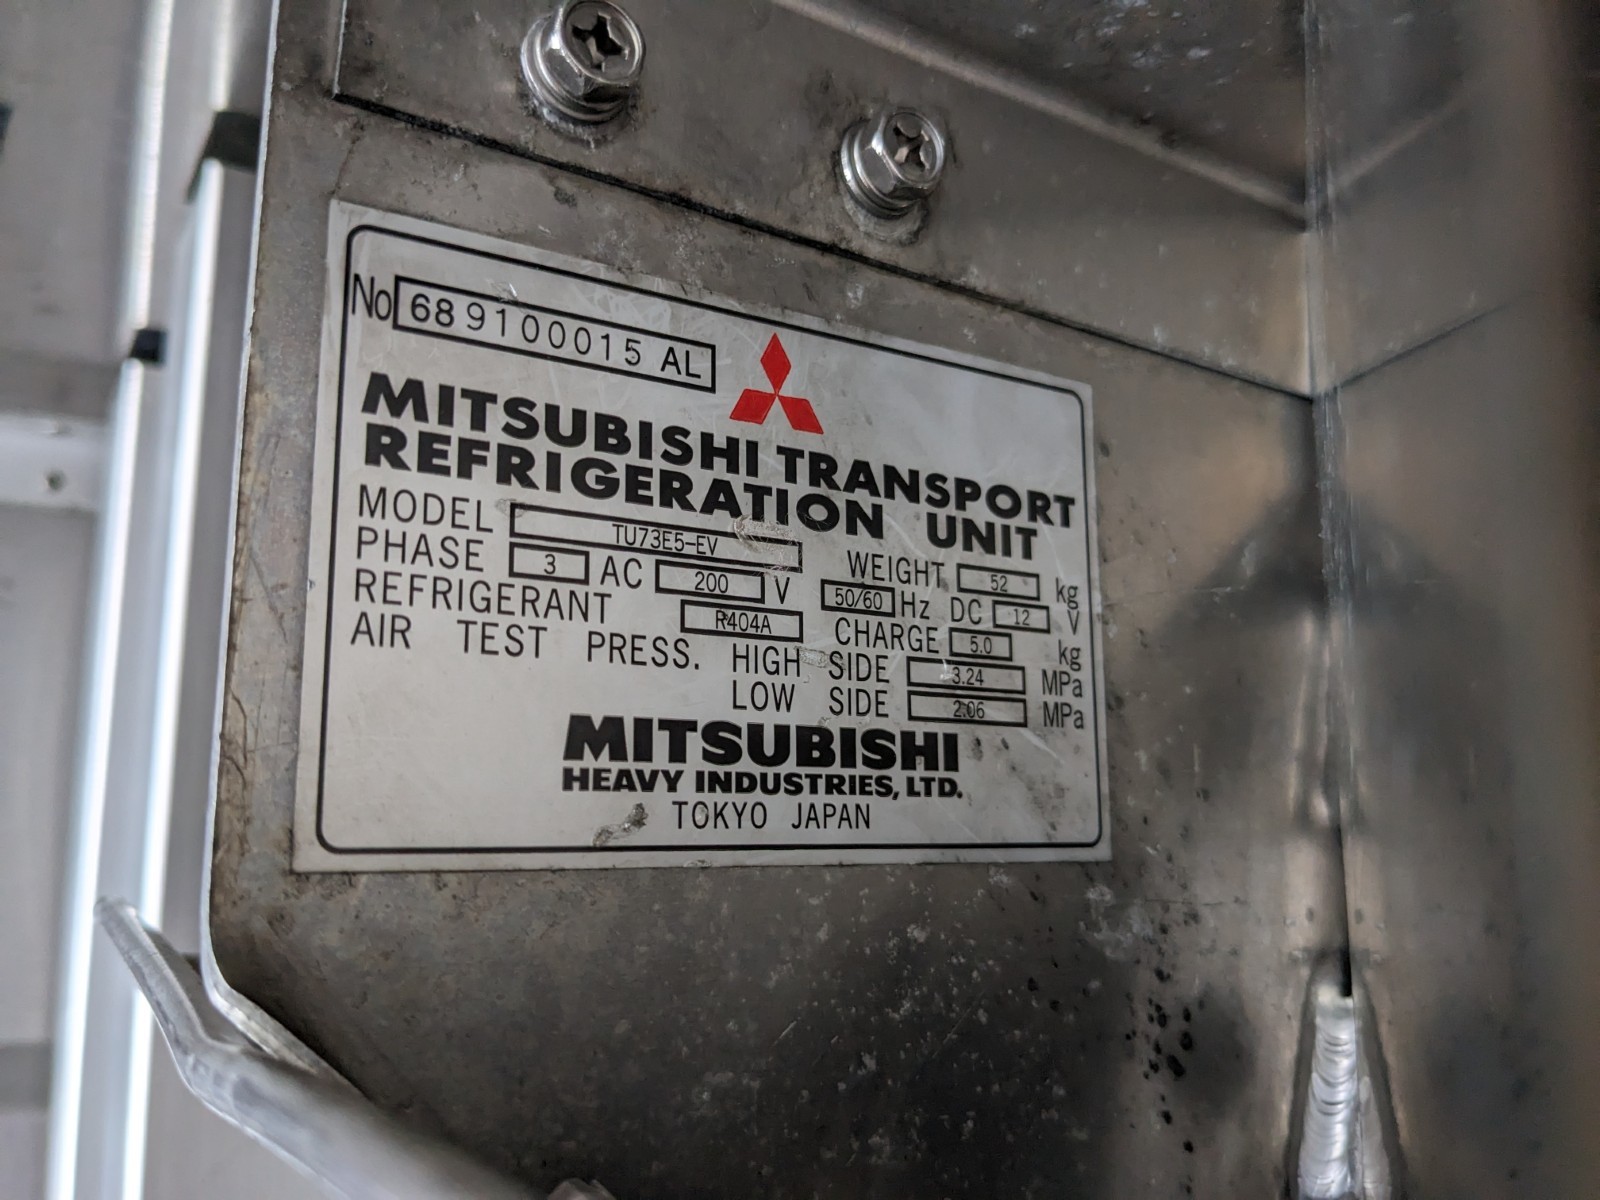 No 689100015 AL
MITSUBISHI TRANSPORT
REFRIGERATION UNIT
MODEL TU73E5-EV WEIGHT 52 kg
PHASE 3 AC 200 V 50/60 Hz DC 12 V
REFRIGERANT R404A CHARGE 5.0 kg
AIR TEST PRESS. HIGH SIDE 3.24 MPa
LOW SIDE 2.06 MPa
MITSUBISHI
HEAVY INDUSTRIES, LTD.
TOKYO JAPAN